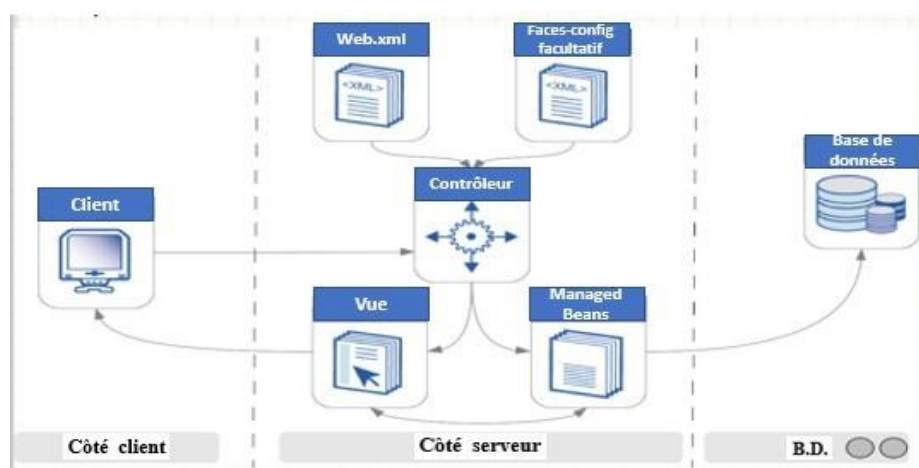 Web.xml
Faces-config
facultatif
<XML>
<XML>
Base de
données
Contrôleur
Client
Vue
Managed
Beans
Côté client
Côté serveur
B.D.